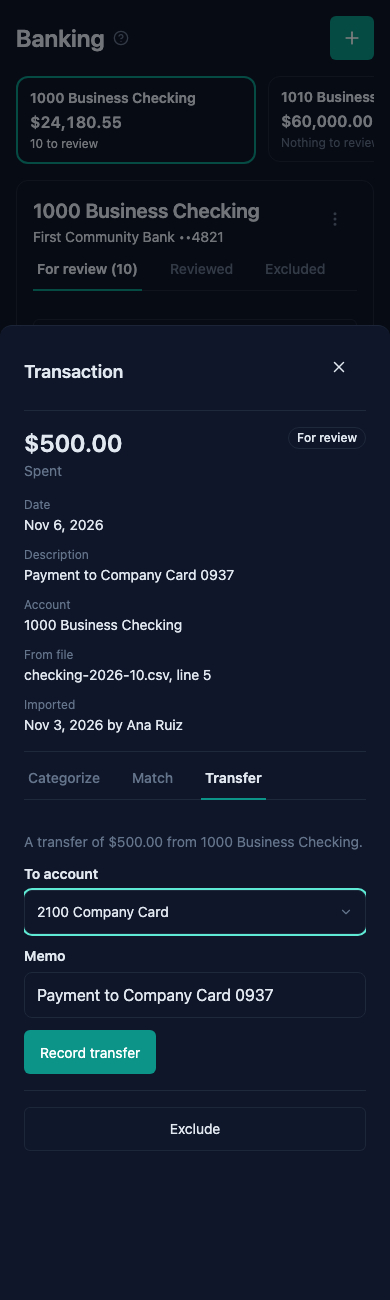 Banking
1000 Business Checking
$24,180.55
10 to review
1010 Business
$60,000.00
Nothing to review
1000 Business Checking
First Community Bank ••4821
For review (10)
Reviewed
Excluded
Transaction
$500.00
For review
Spent
Date
Nov 6, 2026
Description
Payment to Company Card 0937
Account
1000 Business Checking
From file
checking-2026-10.csv, line 5
Imported
Nov 3, 2026 by Ana Ruiz
Categorize
Match
Transfer
A transfer of $500.00 from 1000 Business Checking.
To account
2100 Company Card
Memo
Payment to Company Card 0937
Record transfer
Exclude